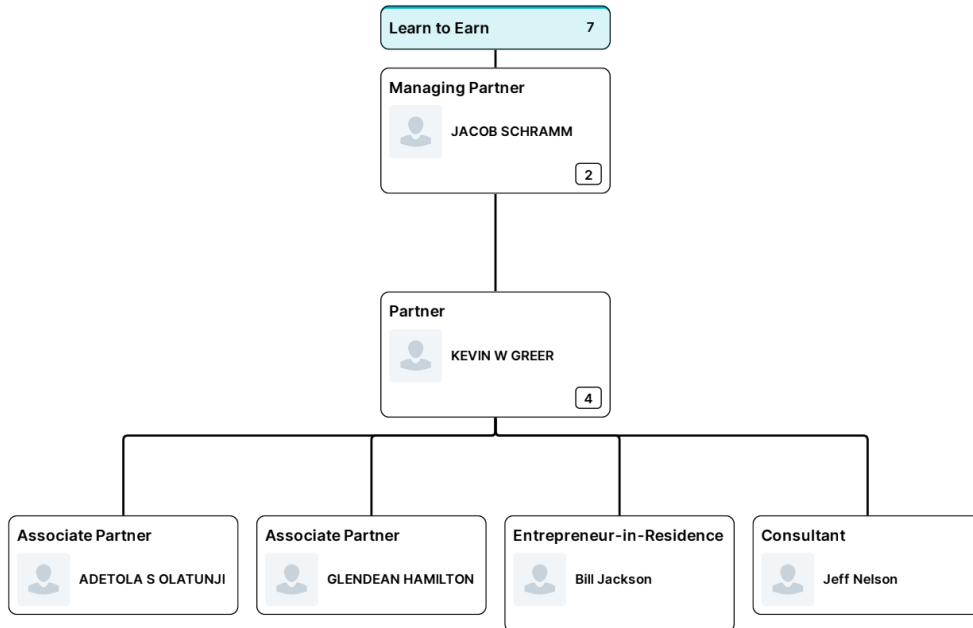 Learn to Earn 7
Managing Partner
JACOB SCHRAMM
2
Partner
KEVIN W GREER
4
Associate Partner
ADETOLA S OLATUNJI
Associate Partner
GLENDEAN HAMILTON
Entrepreneur-in-Residence
Bill Jackson
Consultant
Jeff Nelson